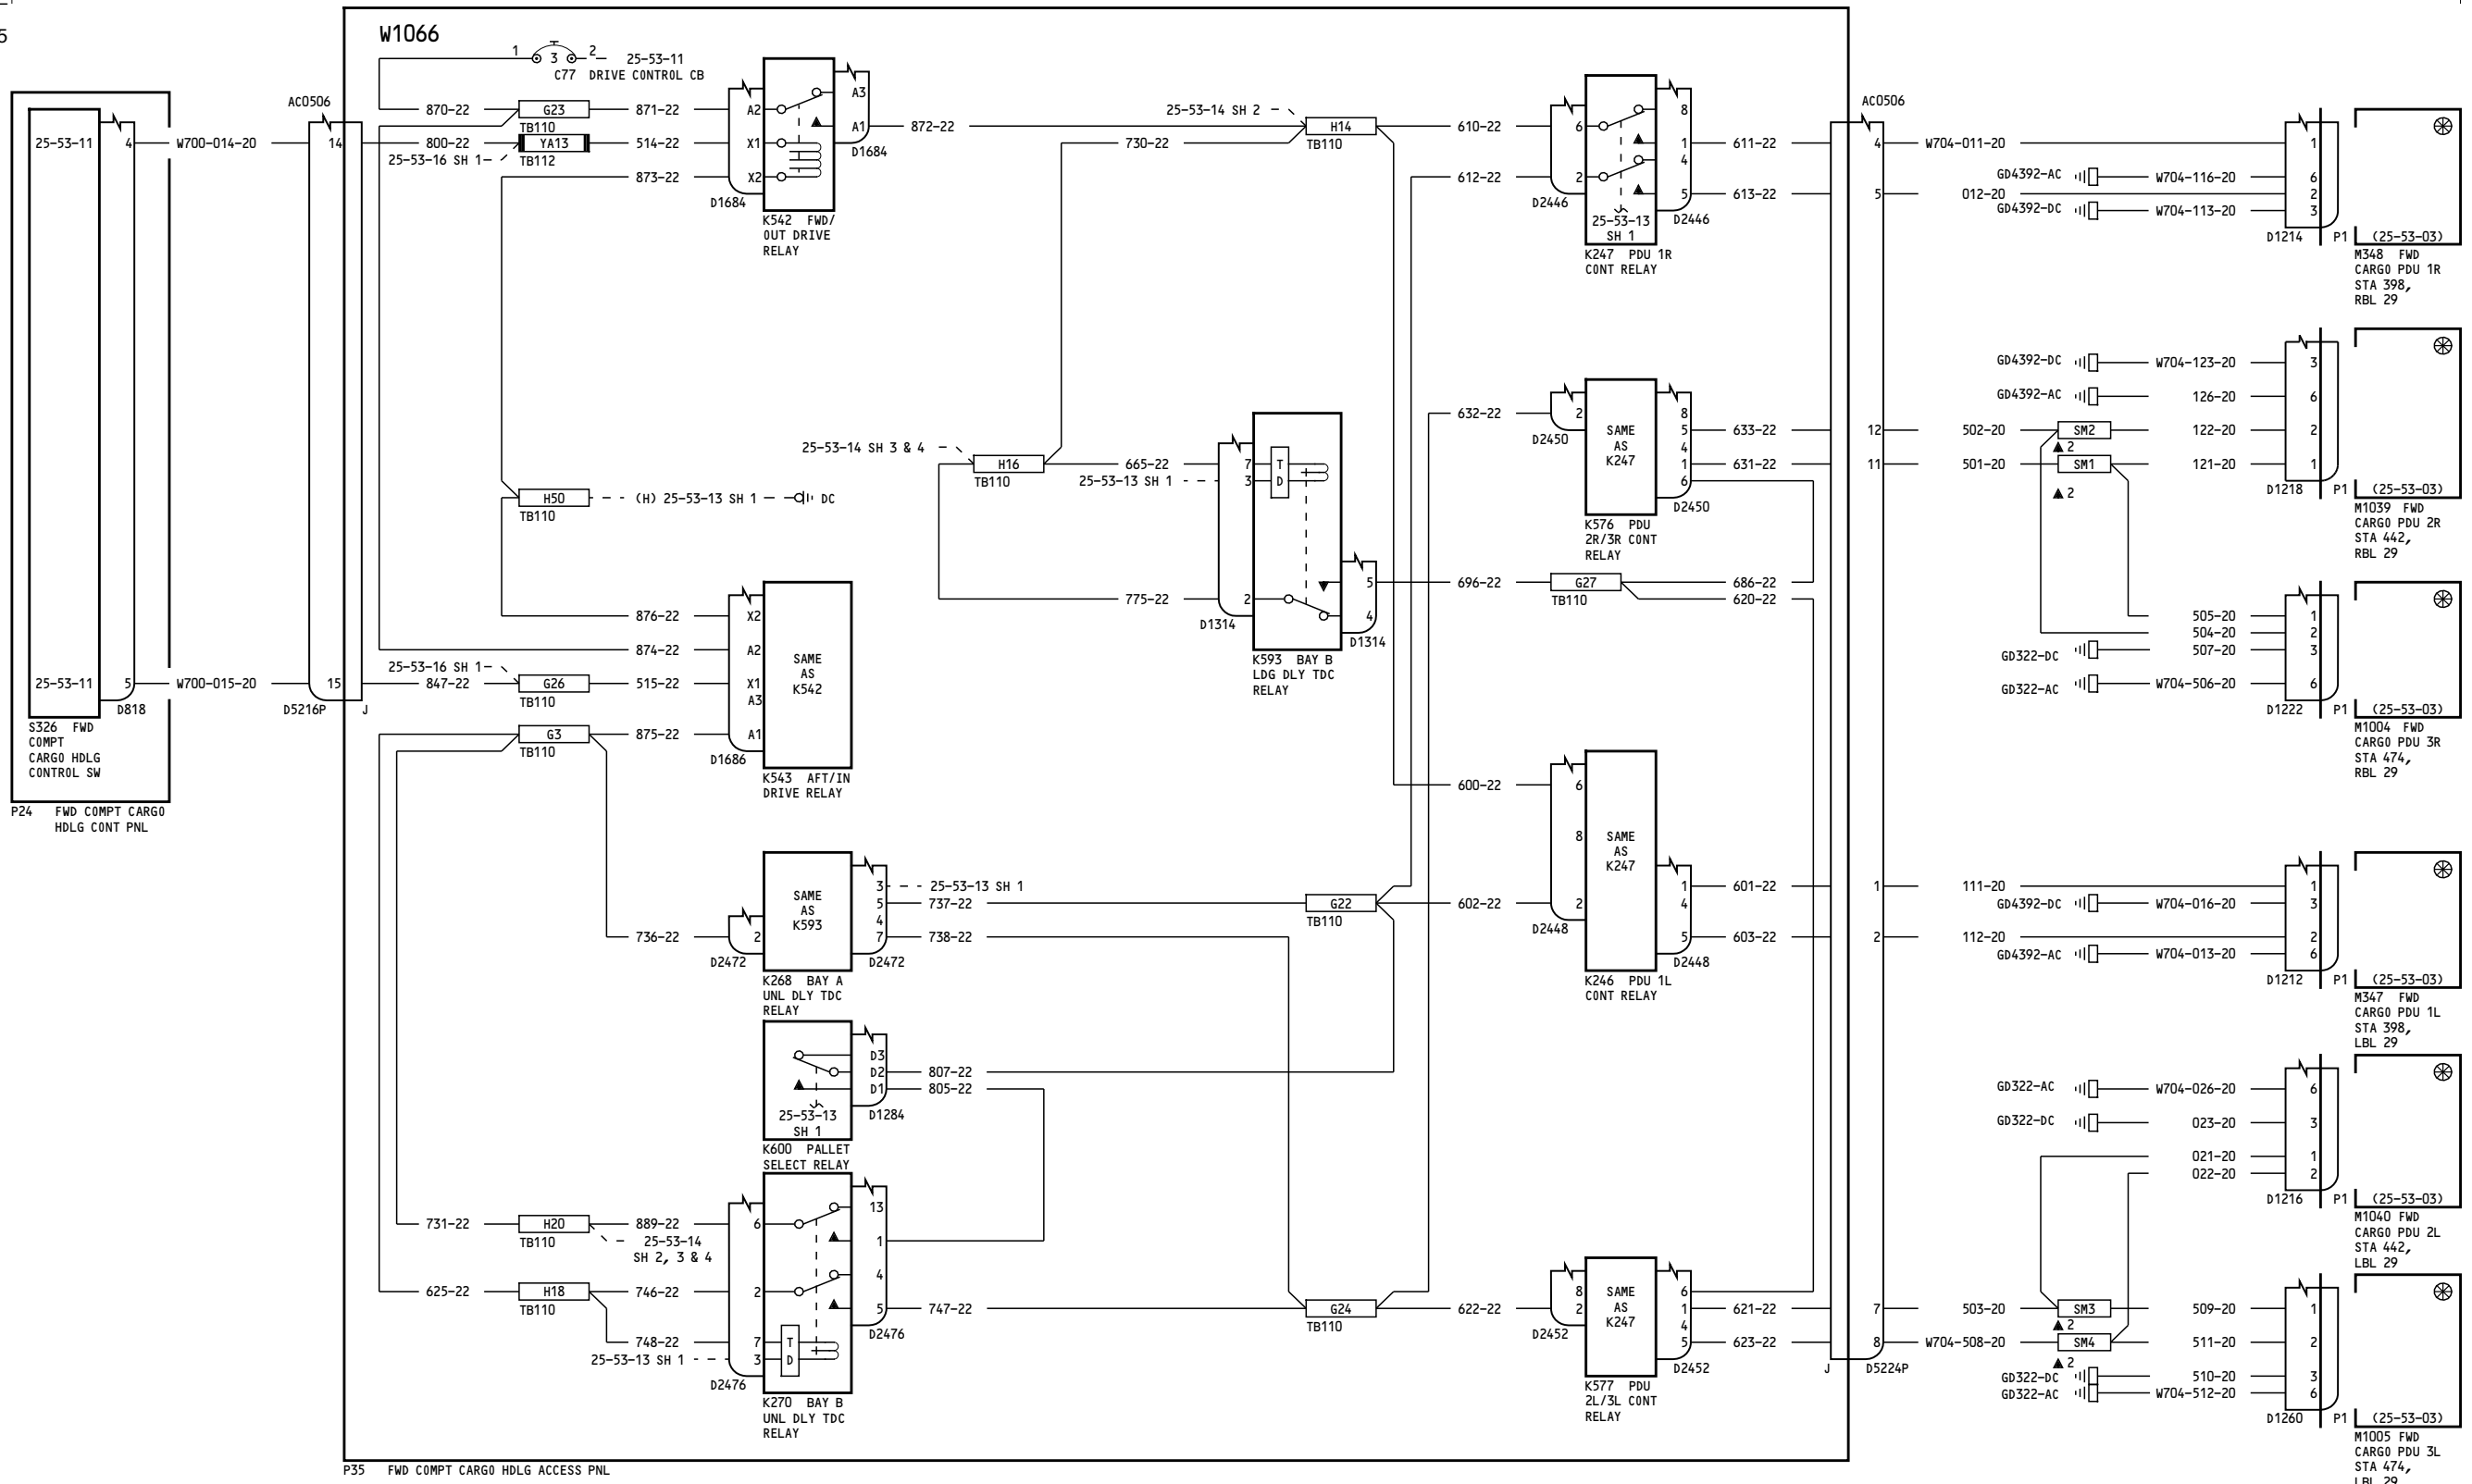 5
W1066
1 3 2 25-53-11
C77 DRIVE CONTROL CB
AC0506
870-22 G23 871-22 A2
TB110
25-53-11 4 W700-014-20 14 800-22 YA13 514-22 X1
25-53-16 SH 1 TB112
873-22 X2
D1684
A3
A1 872-22
D1684
K542 FWD/
OUT DRIVE
RELAY
25-53-14 SH 2
H14
TB110
730-22
610-22 6
612-22 2
D2446
8
1 611-22
4
5 613-22
D2446
25-53-13
SH 1
K247 PDU 1R
CONT RELAY
AC0506
4 W704-011-20 1
GD4392-AC W704-116-20 6
5 012-20 2
GD4392-DC W704-113-20 3
D1214 P1 (25-53-03)
M348 FWD
CARGO PDU 1R
STA 398,
RBL 29
GD4392-DC W704-123-20 3
GD4392-AC 126-20 6
12 502-20 SM2 122-20 2
▲2
11 501-20 SM1 121-20 1
▲2
D1218 P1 (25-53-03)
M1039 FWD
CARGO PDU 2R
STA 442,
RBL 29
632-22 2
D2450
SAME
AS
K247
8
5 633-22
4
1 631-22
6
D2450
K576 PDU
2R/3R CONT
RELAY
25-53-14 SH 3 & 4
H16
TB110
665-22 7
25-53-13 SH 1 3
T
D
775-22 2
D1314
5 696-22 G27 686-22
TB110 620-22
4
D1314
K593 BAY B
LDG DLY TDC
RELAY
H50 (H) 25-53-13 SH 1 DC
TB110
876-22 X2
874-22 A2
25-53-16 SH 1
25-53-11 5 W700-015-20 15 847-22 G26 515-22 X1
TB110
A3
G3 875-22 A1
TB110
D1686
SAME
AS
K542
K543 AFT/IN
DRIVE RELAY
D818
D5216P J
S326 FWD
COMPT
CARGO HDLG
CONTROL SW
P24 FWD COMPT CARGO
HDLG CONT PNL
505-20 1
504-20 2
GD322-DC 507-20 3
GD322-AC W704-506-20 6
D1222 P1 (25-53-03)
M1004 FWD
CARGO PDU 3R
STA 474,
RBL 29
600-22 6
8
602-22 2
D2448
SAME
AS
K247
1 601-22
4
5 603-22
D2448
K246 PDU 1L
CONT RELAY
736-22 2
D2472
SAME
AS
K593
3 25-53-13 SH 1
5 737-22
4
7 738-22
D2472
K268 BAY A
UNL DLY TDC
RELAY
G22
TB110
1 111-20 1
GD4392-DC W704-016-20 3
2 112-20 2
GD4392-AC W704-013-20 6
D1212 P1 (25-53-03)
M347 FWD
CARGO PDU 1L
STA 398,
LBL 29
D3
D2 807-22
D1 805-22
25-53-13
SH 1
D1284
K600 PALLET
SELECT RELAY
GD322-AC W704-026-20 6
GD322-DC 023-20 3
021-20 1
022-20 2
D1216 P1 (25-53-03)
M1040 FWD
CARGO PDU 2L
STA 442,
LBL 29
731-22 H20 889-22 6
TB110 25-53-14
SH 2, 3 & 4
625-22 H18 746-22 2
TB110
748-22 7
25-53-13 SH 1 3
D2476
T
D
13
1
4
5 747-22
D2476
K270 BAY B
UNL DLY TDC
RELAY
G24
TB110
622-22
8
2
D2452
SAME
AS
K247
6
1 621-22
4
5 623-22
D2452
K577 PDU
2L/3L CONT
RELAY
7 503-20 SM3 509-20 1
▲2
8 W704-508-20 SM4 511-20 2
▲2
J D5224P
GD322-DC 510-20 3
GD322-AC W704-512-20 6
D1260 P1 (25-53-03)
M1005 FWD
CARGO PDU 3L
STA 474,
LBL 29
P35 FWD COMPT CARGO HDLG ACCESS PNL